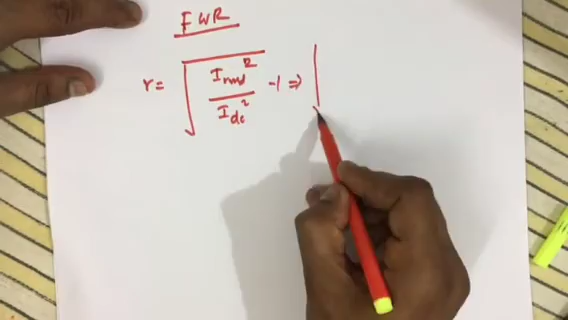 FWR
r = √ I_rms² / I_dc² - 1 ⇒